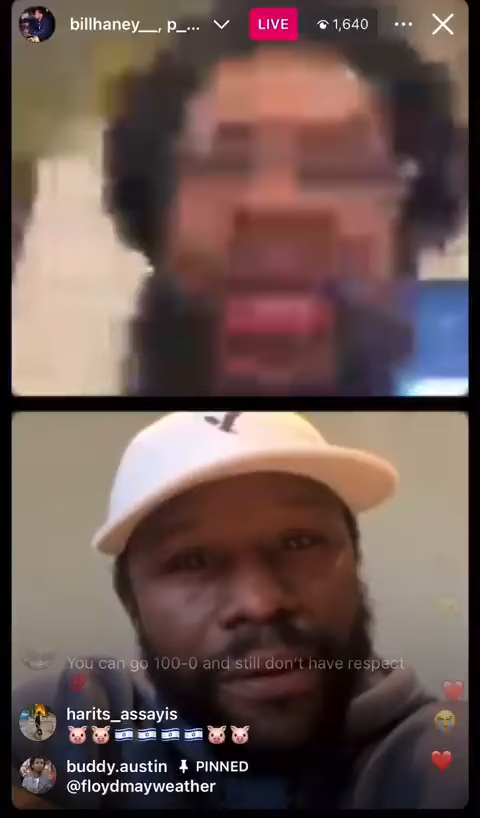 billhaney__, p_...
LIVE
1,640
You can go 100-0 and still don't have respect
💯
harits_assayis
🐷🐷🇮🇱🇮🇱🇮🇱🇮🇱🐷🐷
buddy.austin PINNED
@floydmayweather